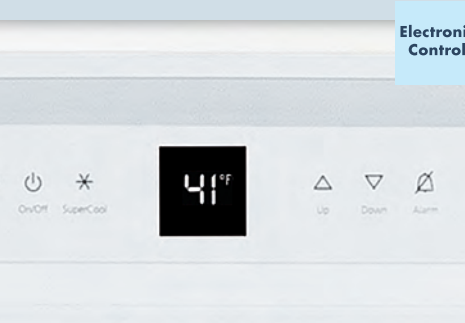 Electroni
Control
41°F
On/Off
SuperCool
Up
Down
Alarm